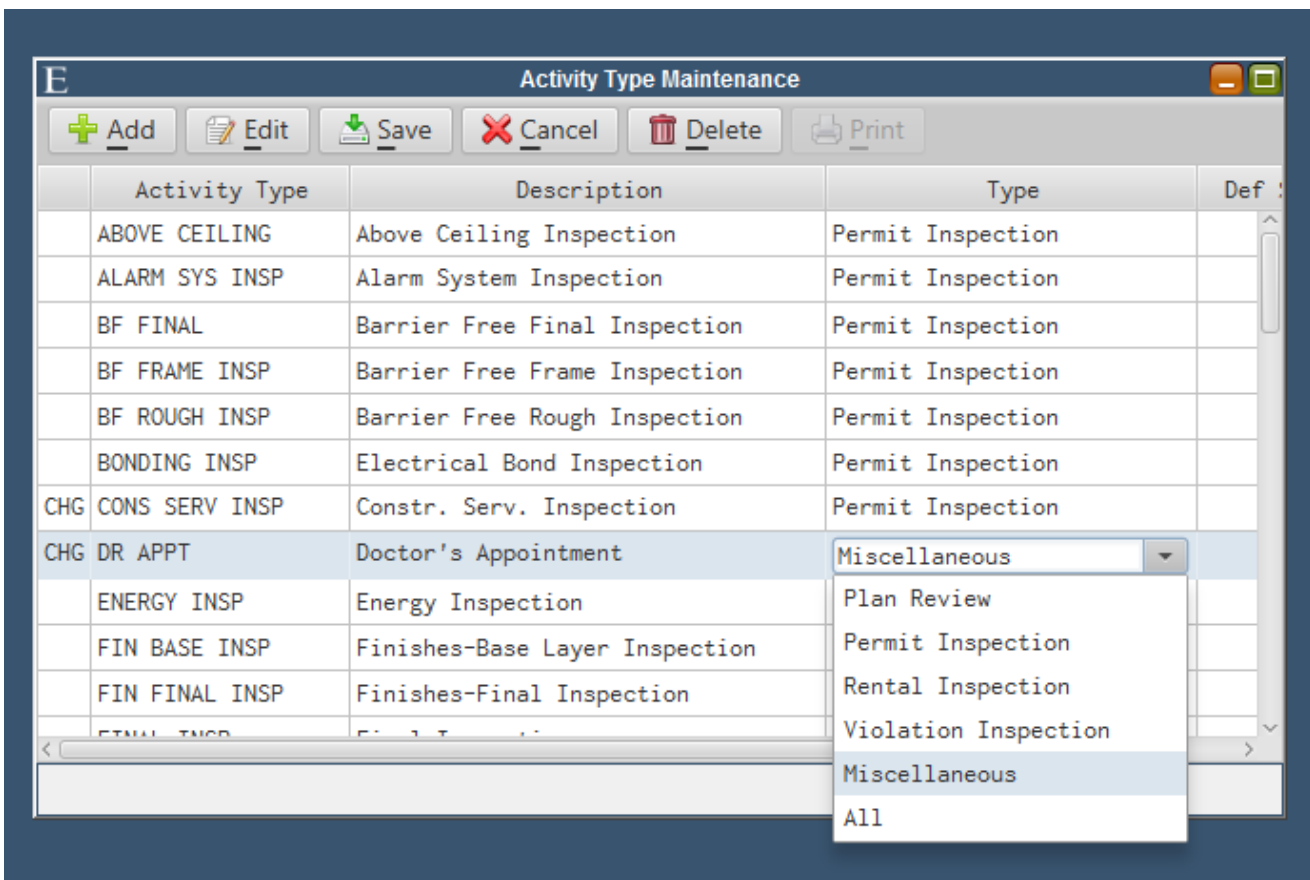 E Activity Type Maintenance
Add Edit Save Cancel Delete Print
Activity Type Description Type Def
ABOVE CEILING Above Ceiling Inspection Permit Inspection
ALARM SYS INSP Alarm System Inspection Permit Inspection
BF FINAL Barrier Free Final Inspection Permit Inspection
BF FRAME INSP Barrier Free Frame Inspection Permit Inspection
BF ROUGH INSP Barrier Free Rough Inspection Permit Inspection
BONDING INSP Electrical Bond Inspection Permit Inspection
CHG CONS SERV INSP Constr. Serv. Inspection Permit Inspection
CHG DR APPT Doctor's Appointment Miscellaneous
ENERGY INSP Energy Inspection Plan Review
FIN BASE INSP Finishes-Base Layer Inspection Permit Inspection
FIN FINAL INSP Finishes-Final Inspection Rental Inspection
Violation Inspection
Miscellaneous
All